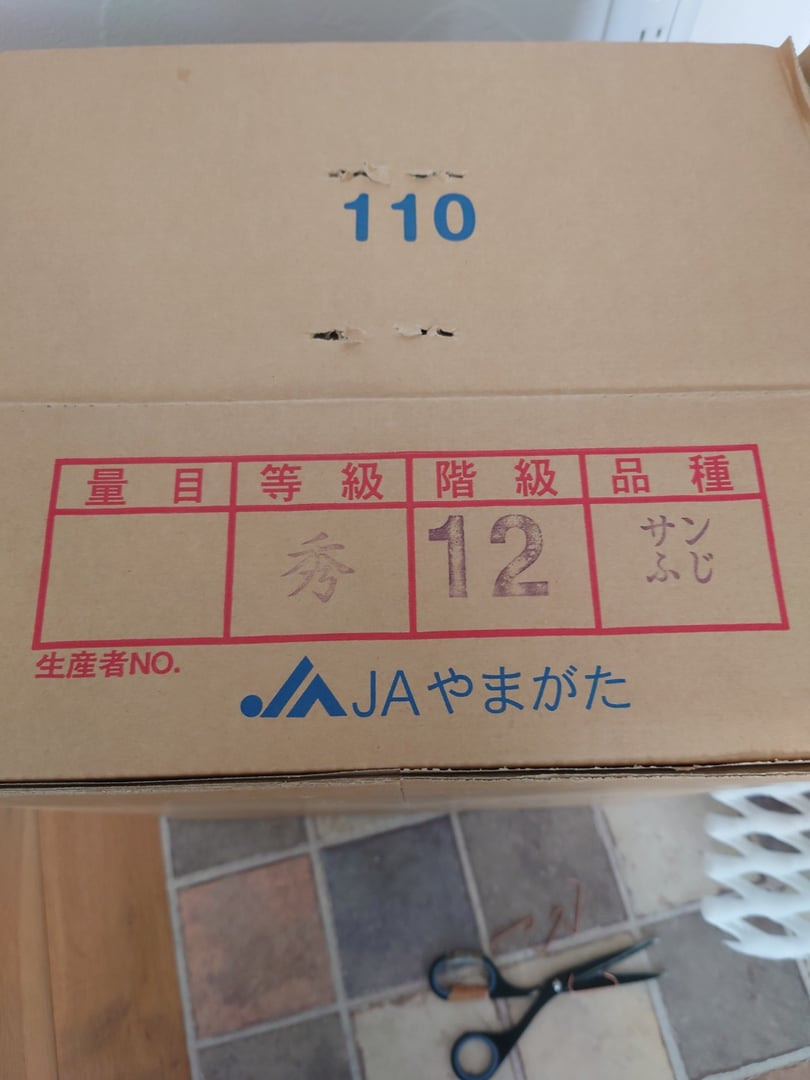 110
量目 等級 階級 品種
秀 12 サン
ふじ
生産者NO.
JAやまがた